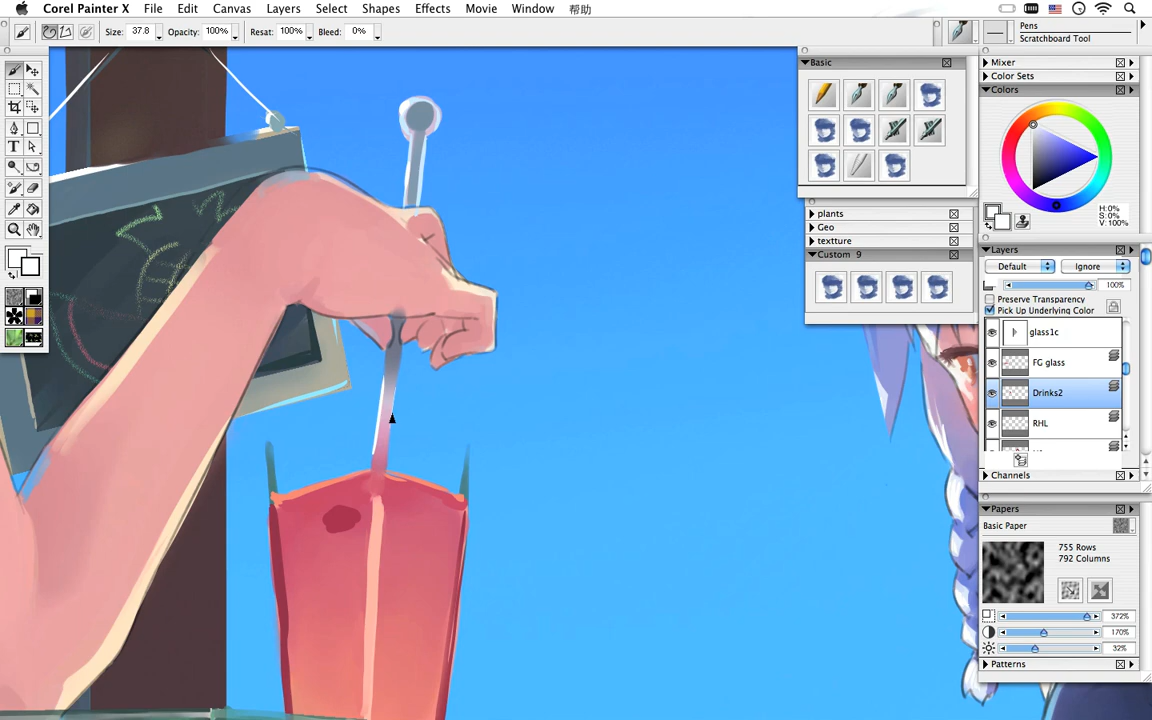 Corel Painter X File Edit Canvas Layers Select Shapes Effects Movie Window 帮助
Size: 37.8 Opacity: 100% Resat: 100% Bleed: 0%
Pens
Scratchboard Tool
Basic
Mixer
Color Sets
Colors
H:0%
S:0%
V:100%
plants
Geo
textture
Custom 9
Layers
Default Ignore
100%
Preserve Transparency
Pick Up Underlying Color
glass1c
FG glass
Drinks2
RHL
Channels
Papers
Basic Paper
755 Rows
792 Columns
372%
170%
32%
Patterns